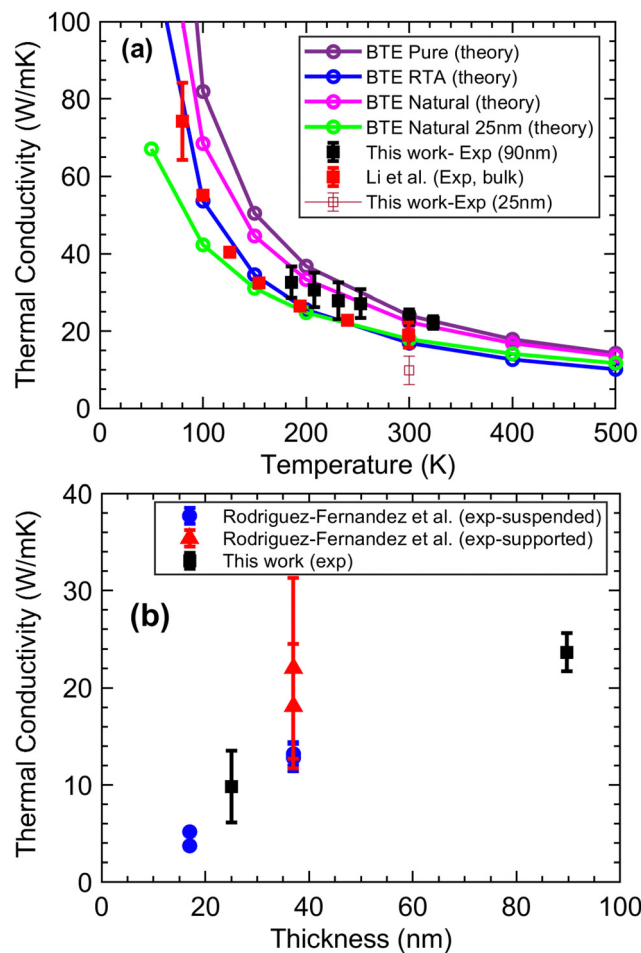 (a)
BTE Pure (theory)
BTE RTA (theory)
BTE Natural (theory)
BTE Natural 25nm (theory)
This work- Exp (90nm)
Li et al. (Exp, bulk)
This work-Exp (25nm)
Thermal Conductivity (W/mK)
100
80
60
40
20
0
0 100 200 300 400 500
Temperature (K)
Rodriguez-Fernandez et al. (exp-suspended)
Rodriguez-Fernandez et al. (exp-supported)
This work (exp)
(b)
Thermal Conductivity (W/mK)
40
30
20
10
0
0 20 40 60 80 100
Thickness (nm)